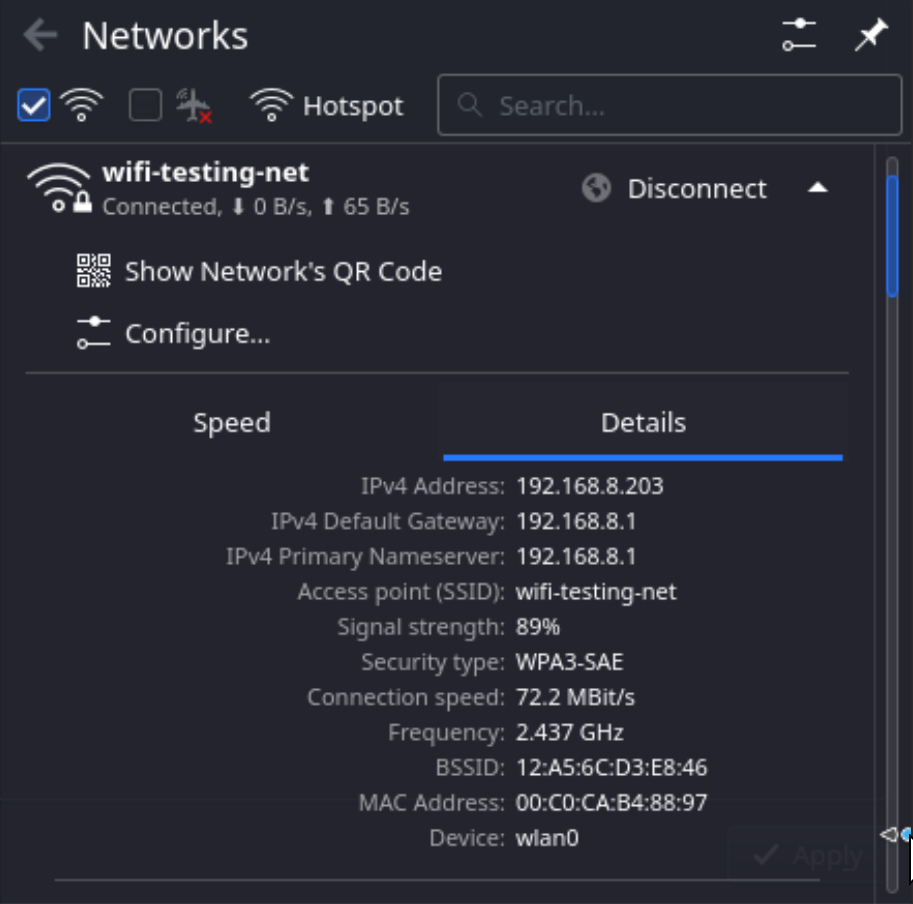 Networks
Hotspot
Search...
wifi-testing-net
Connected, ⬇ 0 B/s, ⬆ 65 B/s
Disconnect
Show Network's QR Code
Configure...
Speed
Details
IPv4 Address: 192.168.8.203
IPv4 Default Gateway: 192.168.8.1
IPv4 Primary Nameserver: 192.168.8.1
Access point (SSID): wifi-testing-net
Signal strength: 89%
Security type: WPA3-SAE
Connection speed: 72.2 MBit/s
Frequency: 2.437 GHz
BSSID: 12:A5:6C:D3:E8:46
MAC Address: 00:C0:CA:B4:88:97
Device: wlan0
Apply